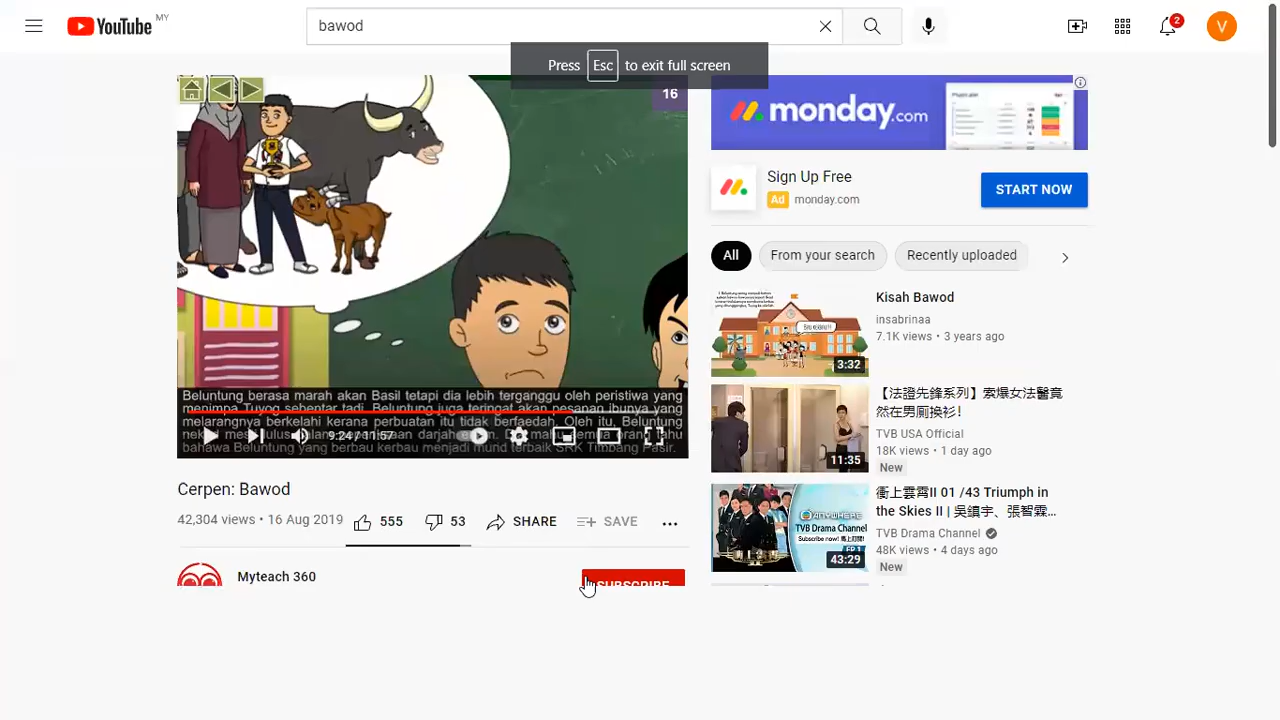 YouTube MY
bawod
2
V
Press Esc to exit full screen
16
Beluntung berasa marah akan Basil tetapi dia lebih terganggu oleh peristiwa yang
menimpa Tuyog sebentar tadi. Beluntung juga teringat akan pesanan ibunya yang
melarangnya berkelahi kerana perbuatan itu tidak berfaedah. Oleh itu, Beluntung
bahawa Beluntung yang berbau kerbau menjadi murid terbaik SRK Timbang Pasir.
9:24 / 11:57
Cerpen: Bawod
42,304 views • 16 Aug 2019 555 53 SHARE SAVE
Myteach 360
SUBSCRIBE
monday.com
Sign Up Free
Ad monday.com
START NOW
All From your search Recently uploaded
Kisah Bawod
insabrinaa
7.1K views • 3 years ago
3:32
【法證先鋒系列】索爆女法醫竟
然在男厠換衫!
TVB USA Official
18K views • 1 day ago
New
11:35
衝上雲霄II 01 /43 Triumph in
the Skies II | 吳鎮宇、張智霖...
TVB Drama Channel
48K views • 4 days ago
New
ANYWHERE
TVB Drama Channel
Subscribe now!
43:29